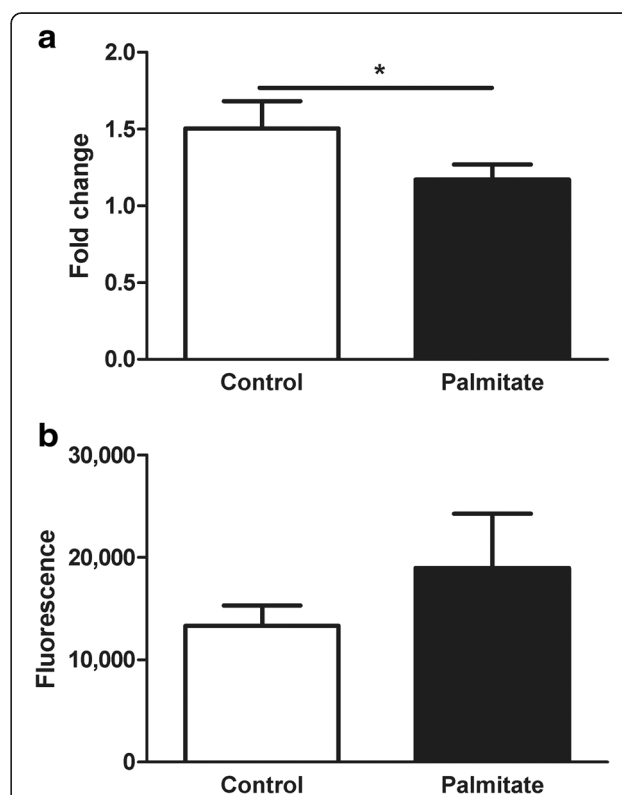 a
2.0
*
1.5
1.0
0.5
0.0
Fold change
Control Palmitate
b
30,000
20,000
10,000
0
Fluorescence
Control Palmitate